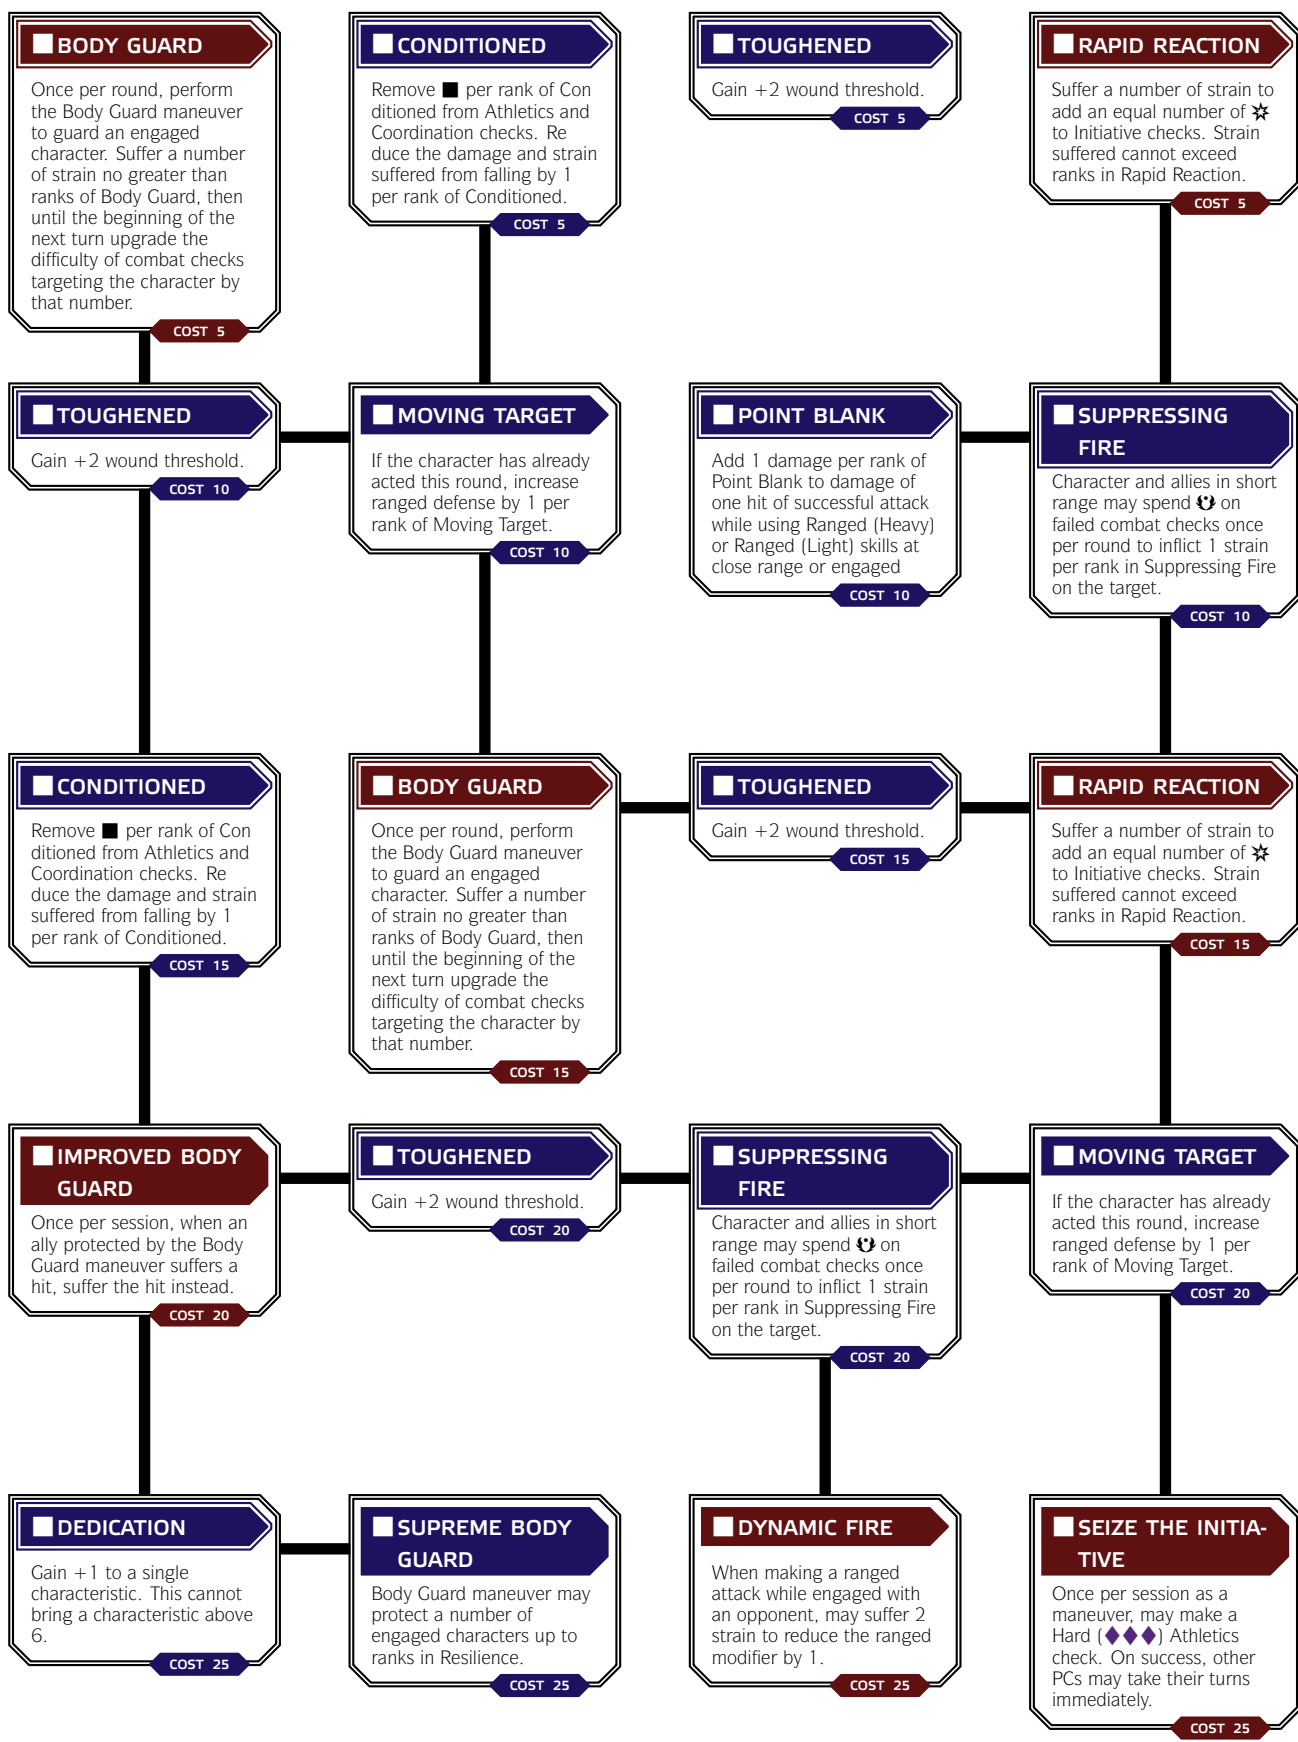 BODY GUARD
Once per round, perform
the Body Guard maneuver
to guard an engaged
character. Suffer a number
of strain no greater than
ranks of Body Guard, then
until the beginning of the
next turn upgrade the
difficulty of combat checks
targeting the character by
that number.
COST 5
CONDITIONED
Remove ■ per rank of Con
ditioned from Athletics and
Coordination checks. Re
duce the damage and strain
suffered from falling by 1
per rank of Conditioned.
COST 5
TOUGHENED
Gain +2 wound threshold.
COST 5
RAPID REACTION
Suffer a number of strain to
add an equal number of
to Initiative checks. Strain
suffered cannot exceed
ranks in Rapid Reaction.
COST 5
TOUGHENED
Gain +2 wound threshold.
COST 10
MOVING TARGET
If the character has already
acted this round, increase
ranged defense by 1 per
rank of Moving Target.
COST 10
POINT BLANK
Add 1 damage per rank of
Point Blank to damage of
one hit of successful attack
while using Ranged (Heavy)
or Ranged (Light) skills at
close range or engaged
COST 10
SUPPRESSING
FIRE
Character and allies in short
range may spend on
failed combat checks once
per round to inflict 1 strain
per rank in Suppressing Fire
on the target.
COST 10
CONDITIONED
Remove ■ per rank of Con
ditioned from Athletics and
Coordination checks. Re
duce the damage and strain
suffered from falling by 1
per rank of Conditioned.
COST 15
BODY GUARD
Once per round, perform
the Body Guard maneuver
to guard an engaged
character. Suffer a number
of strain no greater than
ranks of Body Guard, then
until the beginning of the
next turn upgrade the
difficulty of combat checks
targeting the character by
that number.
COST 15
TOUGHENED
Gain +2 wound threshold.
COST 15
RAPID REACTION
Suffer a number of strain to
add an equal number of
to Initiative checks. Strain
suffered cannot exceed
ranks in Rapid Reaction.
COST 15
IMPROVED BODY
GUARD
Once per session, when an
ally protected by the Body
Guard maneuver suffers a
hit, suffer the hit instead.
COST 20
TOUGHENED
Gain +2 wound threshold.
COST 20
SUPPRESSING
FIRE
Character and allies in short
range may spend on
failed combat checks once
per round to inflict 1 strain
per rank in Suppressing Fire
on the target.
COST 20
MOVING TARGET
If the character has already
acted this round, increase
ranged defense by 1 per
rank of Moving Target.
COST 20
DEDICATION
Gain +1 to a single
characteristic. This cannot
bring a characteristic above
6.
COST 25
SUPREME BODY
GUARD
Body Guard maneuver may
protect a number of
engaged characters up to
ranks in Resilience.
COST 25
DYNAMIC FIRE
When making a ranged
attack while engaged with
an opponent, may suffer 2
strain to reduce the ranged
modifier by 1.
COST 25
SEIZE THE INITIA-
TIVE
Once per session as a
maneuver, may make a
Hard (◆◆◆) Athletics
check. On success, other
PCs may take their turns
immediately.
COST 25